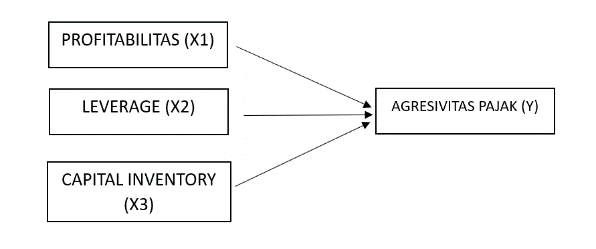 PROFITABILITAS (X1)
LEVERAGE (X2)
AGRESIVITAS PAJAK (Y)
CAPITAL INVENTORY
(X3)